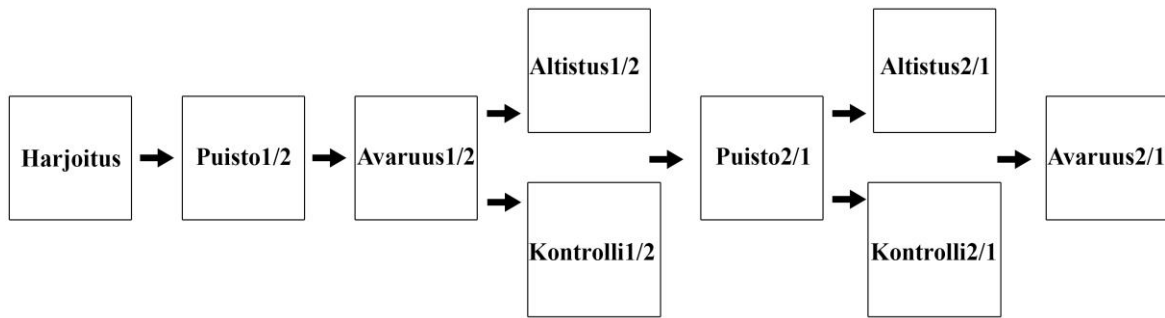 Harjoitus
Puisto1/2
Avaruus1/2
Altistus1/2
Kontrolli1/2
Puisto2/1
Altistus2/1
Kontrolli2/1
Avaruus2/1